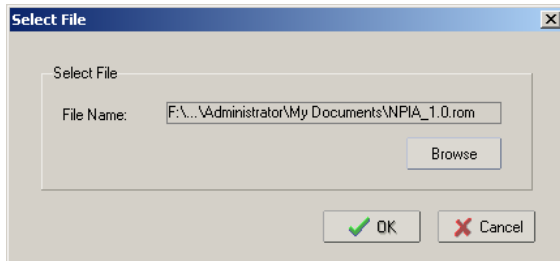 Select File
Select File
File Name: F:\...\Administrator\My Documents\NPIA_1.0.rom
Browse
OK Cancel